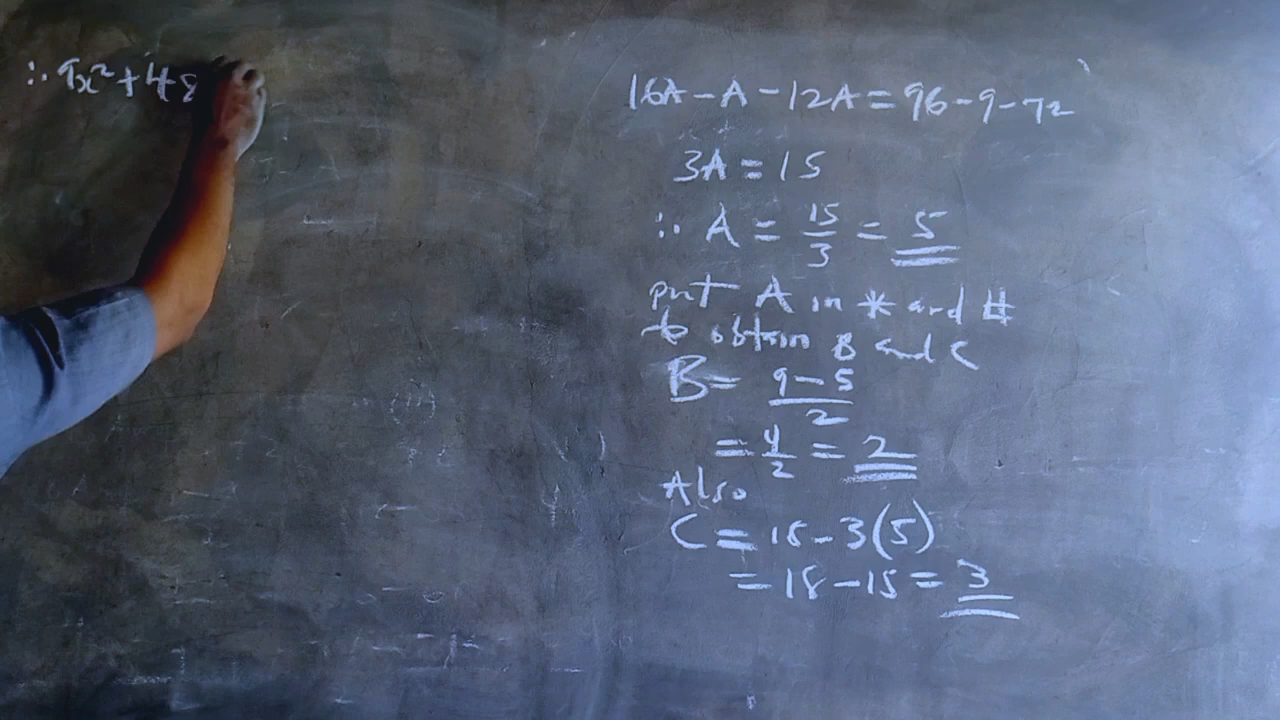 ∴ 9x² + 48
16A - A - 12A = 96 - 9 - 72
3A = 15
∴ A = 15/3 = 5
put A in * and #
to obtain B and C
B = 9-5/2
= 4/2 = 2
Also
C = 18 - 3(5)
= 18 - 15 = 3